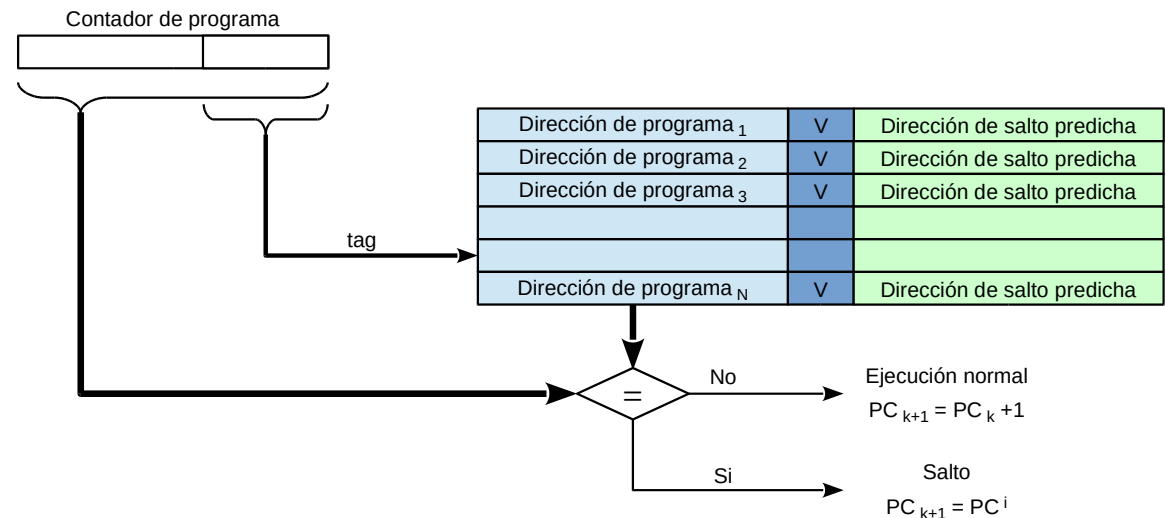 Contador de programa
Dirección de programa 1 V Dirección de salto predicha
Dirección de programa 2 V Dirección de salto predicha
Dirección de programa 3 V Dirección de salto predicha
tag
Dirección de programa N V Dirección de salto predicha
=
No
Ejecución normal
PC k+1 = PC k +1
Si
Salto
PC k+1 = PC i